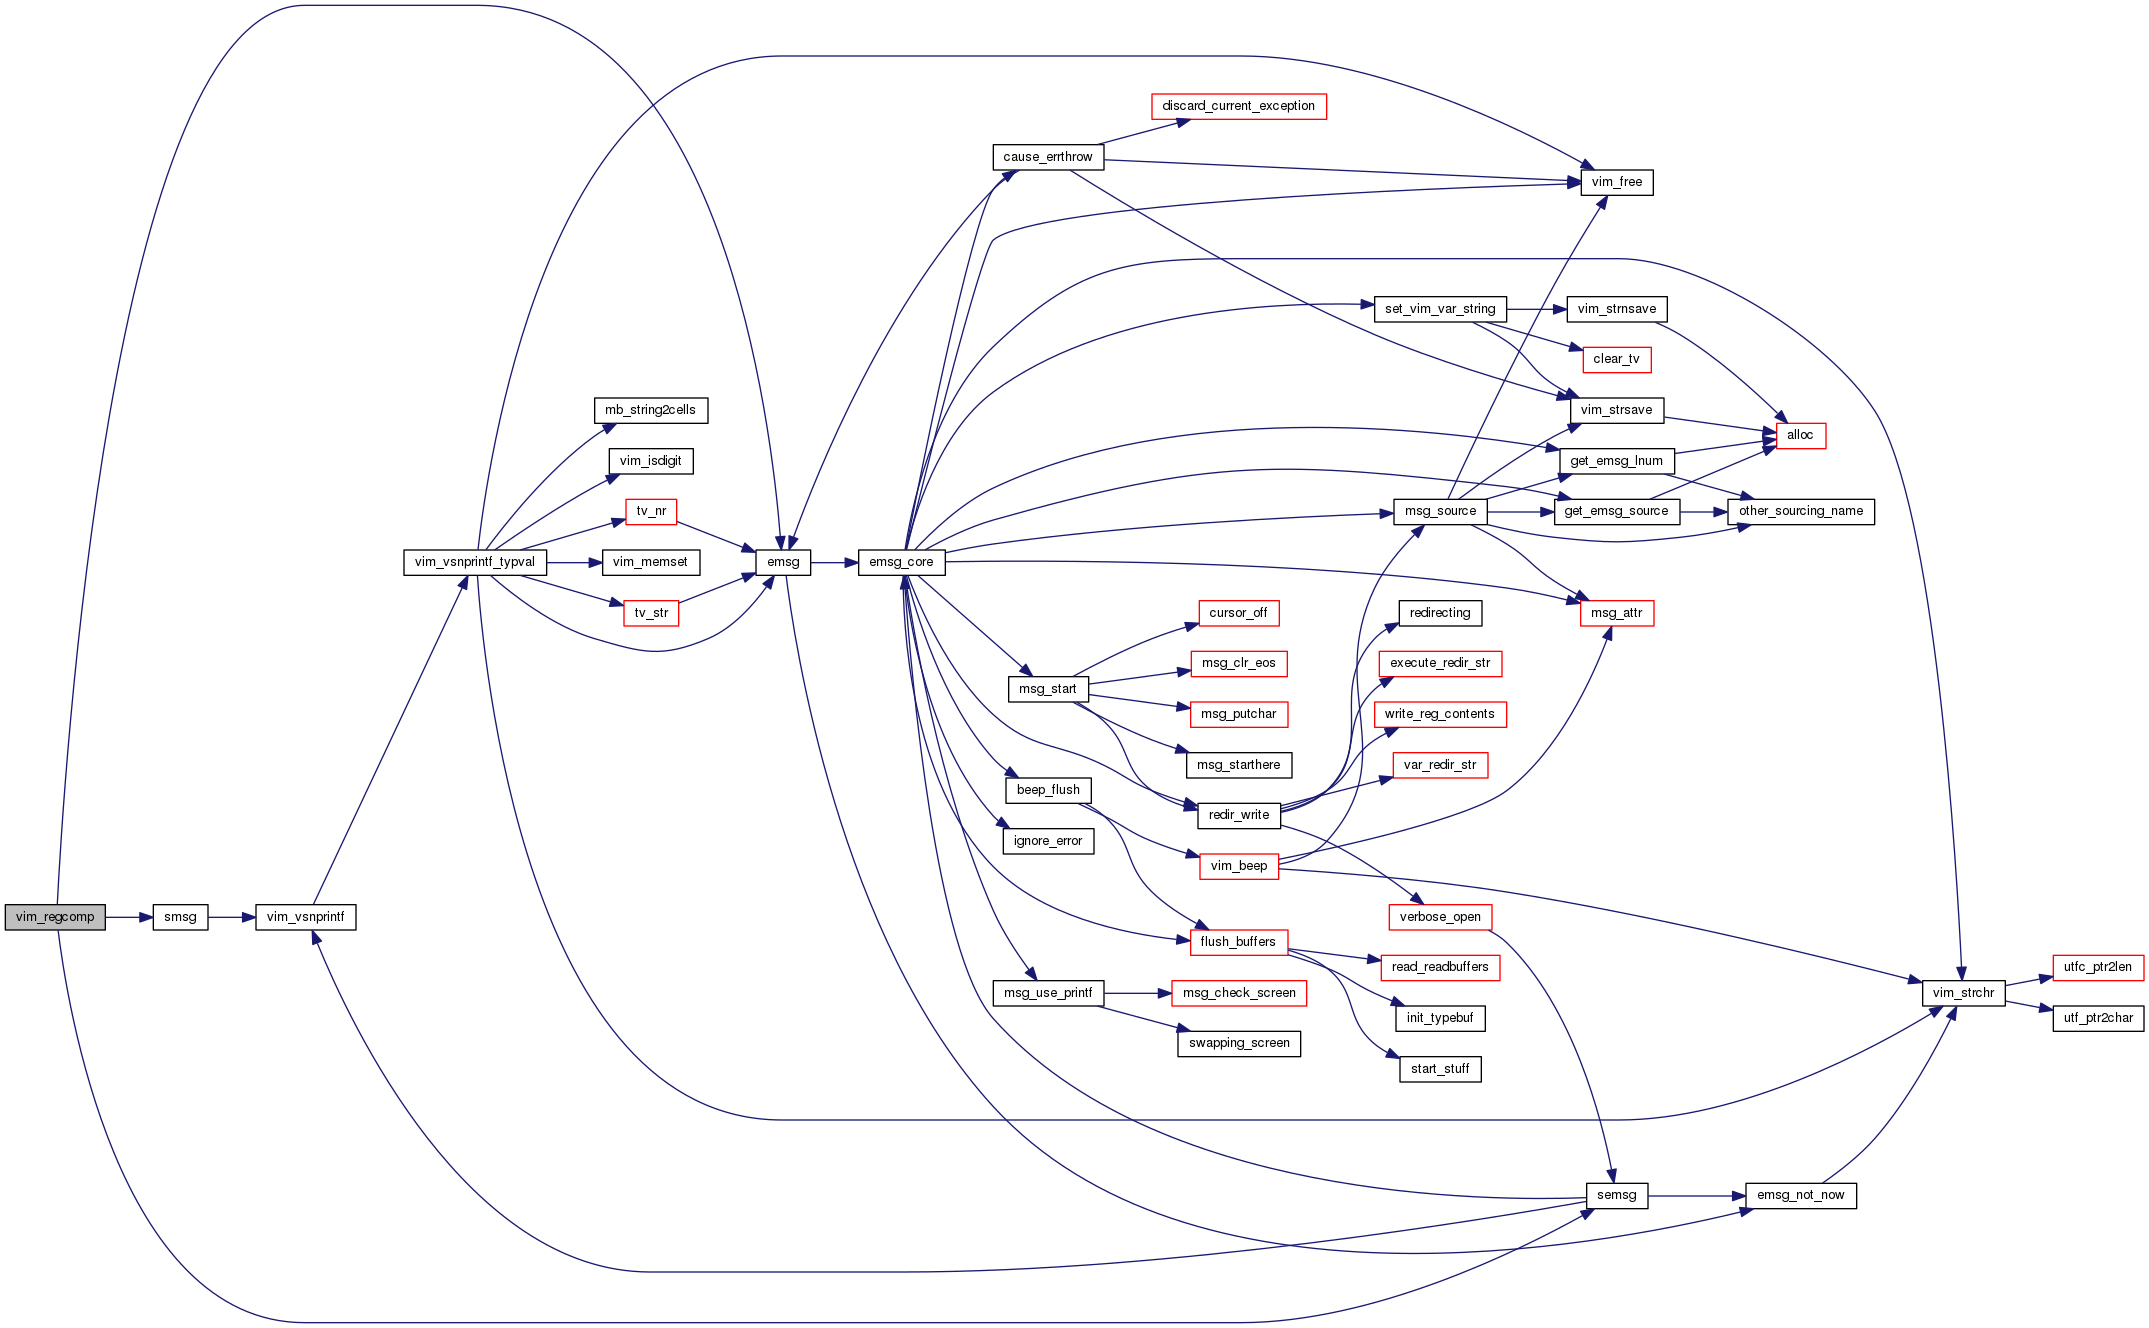 discard_current_exception
cause_errthrow
vim_free
set_vim_var_string
vim_strnsave
clear_tv
mb_string2cells
vim_strsave
alloc
vim_isdigit
get_emsg_lnum
tv_nr
msg_source
get_emsg_source
other_sourcing_name
vim_vsnprintf_typval
vim_memset
emsg
emsg_core
tv_str
cursor_off
redirecting
msg_attr
msg_clr_eos
execute_redir_str
msg_start
msg_putchar
write_reg_contents
msg_starthere
var_redir_str
beep_flush
redir_write
ignore_error
vim_beep
vim_regcomp
smsg
vim_vsnprintf
verbose_open
flush_buffers
read_readbuffers
utfc_ptr2len
msg_use_printf
msg_check_screen
vim_strchr
init_typebuf
utf_ptr2char
swapping_screen
start_stuff
semsg
emsg_not_now